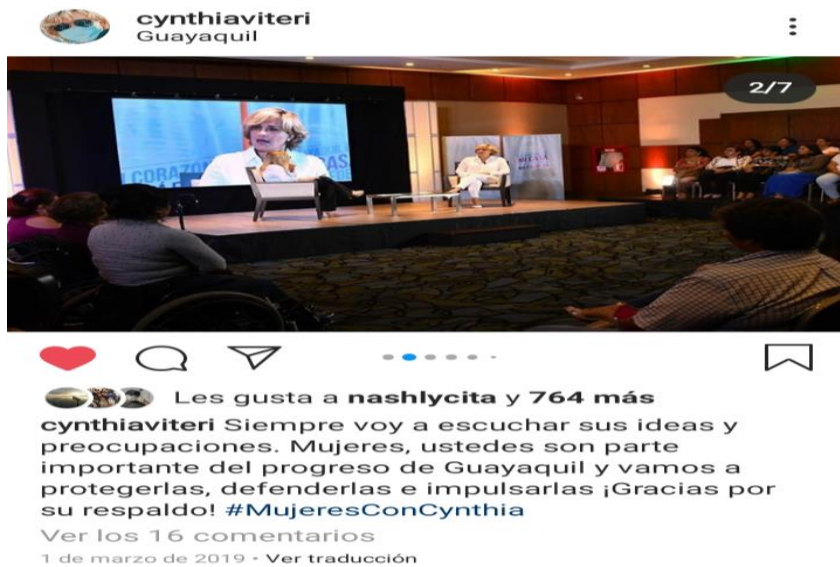 cynthiaviteri
Guayaquil
2/7
CORAZO
Les gusta a nashlycita y 764 más
cynthiaviteri Siempre voy a escuchar sus ideas y
preocupaciones. Mujeres, ustedes son parte
importante del progreso de Guayaquil y vamos a
protegerlas, defenderlas e impulsarlas ¡Gracias por
su respaldo! #MujeresConCynthia
Ver los 16 comentarios
1 de marzo de 2019 • Ver traducción